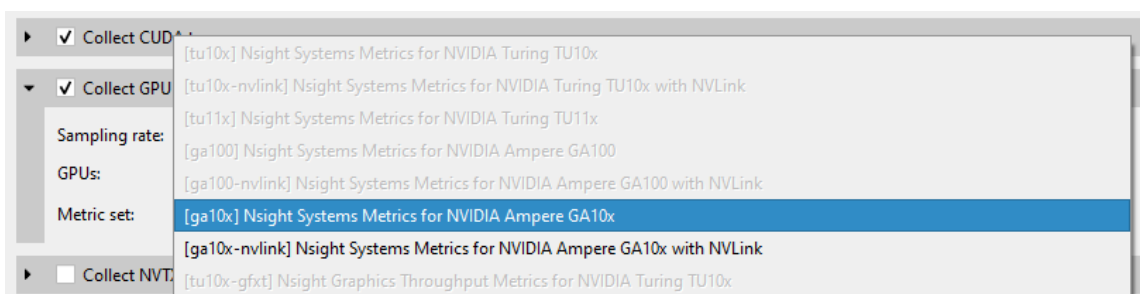 Collect CUDA
[tu10x] Nsight Systems Metrics for NVIDIA Turing TU10x
[tu10x-nvlink] Nsight Systems Metrics for NVIDIA Turing TU10x with NVLink
Collect GPU
[tu11x] Nsight Systems Metrics for NVIDIA Turing TU11x
Sampling rate:
[ga100] Nsight Systems Metrics for NVIDIA Ampere GA100
GPUs:
[ga100-nvlink] Nsight Systems Metrics for NVIDIA Ampere GA100 with NVLink
Metric set:
[ga10x] Nsight Systems Metrics for NVIDIA Ampere GA10x
[ga10x-nvlink] Nsight Systems Metrics for NVIDIA Ampere GA10x with NVLink
Collect NVT
[tu10x-gfxt] Nsight Graphics Throughput Metrics for NVIDIA Turing TU10x